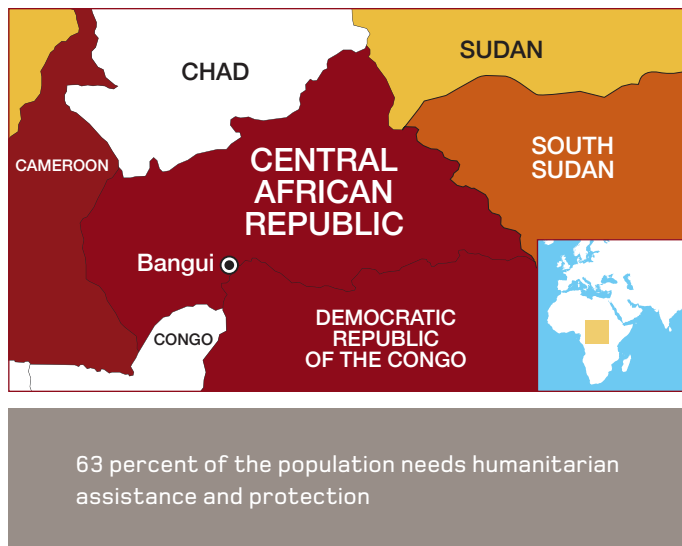 CHAD
SUDAN
CAMEROON
CENTRAL
AFRICAN
REPUBLIC
SOUTH
SUDAN
Bangui
CONGO
DEMOCRATIC
REPUBLIC
OF THE CONGO
63 percent of the population needs humanitarian
assistance and protection